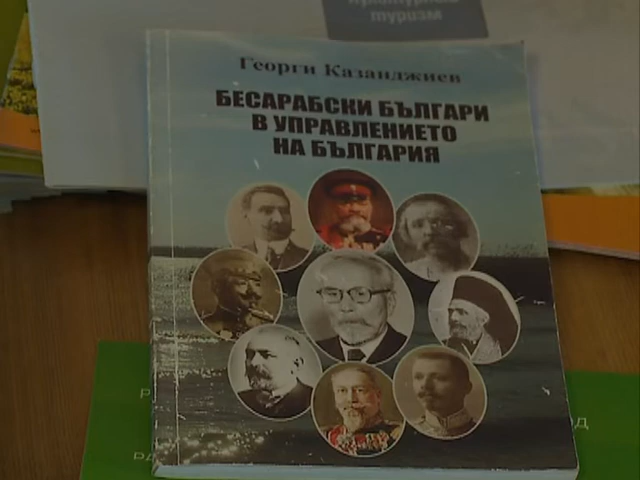 туризъм
Георги Казанджиев
БЕСАРАБСКИ БЪЛГАРИ
В УПРАВЛЕНИЕТО
НА БЪЛГАРИЯ